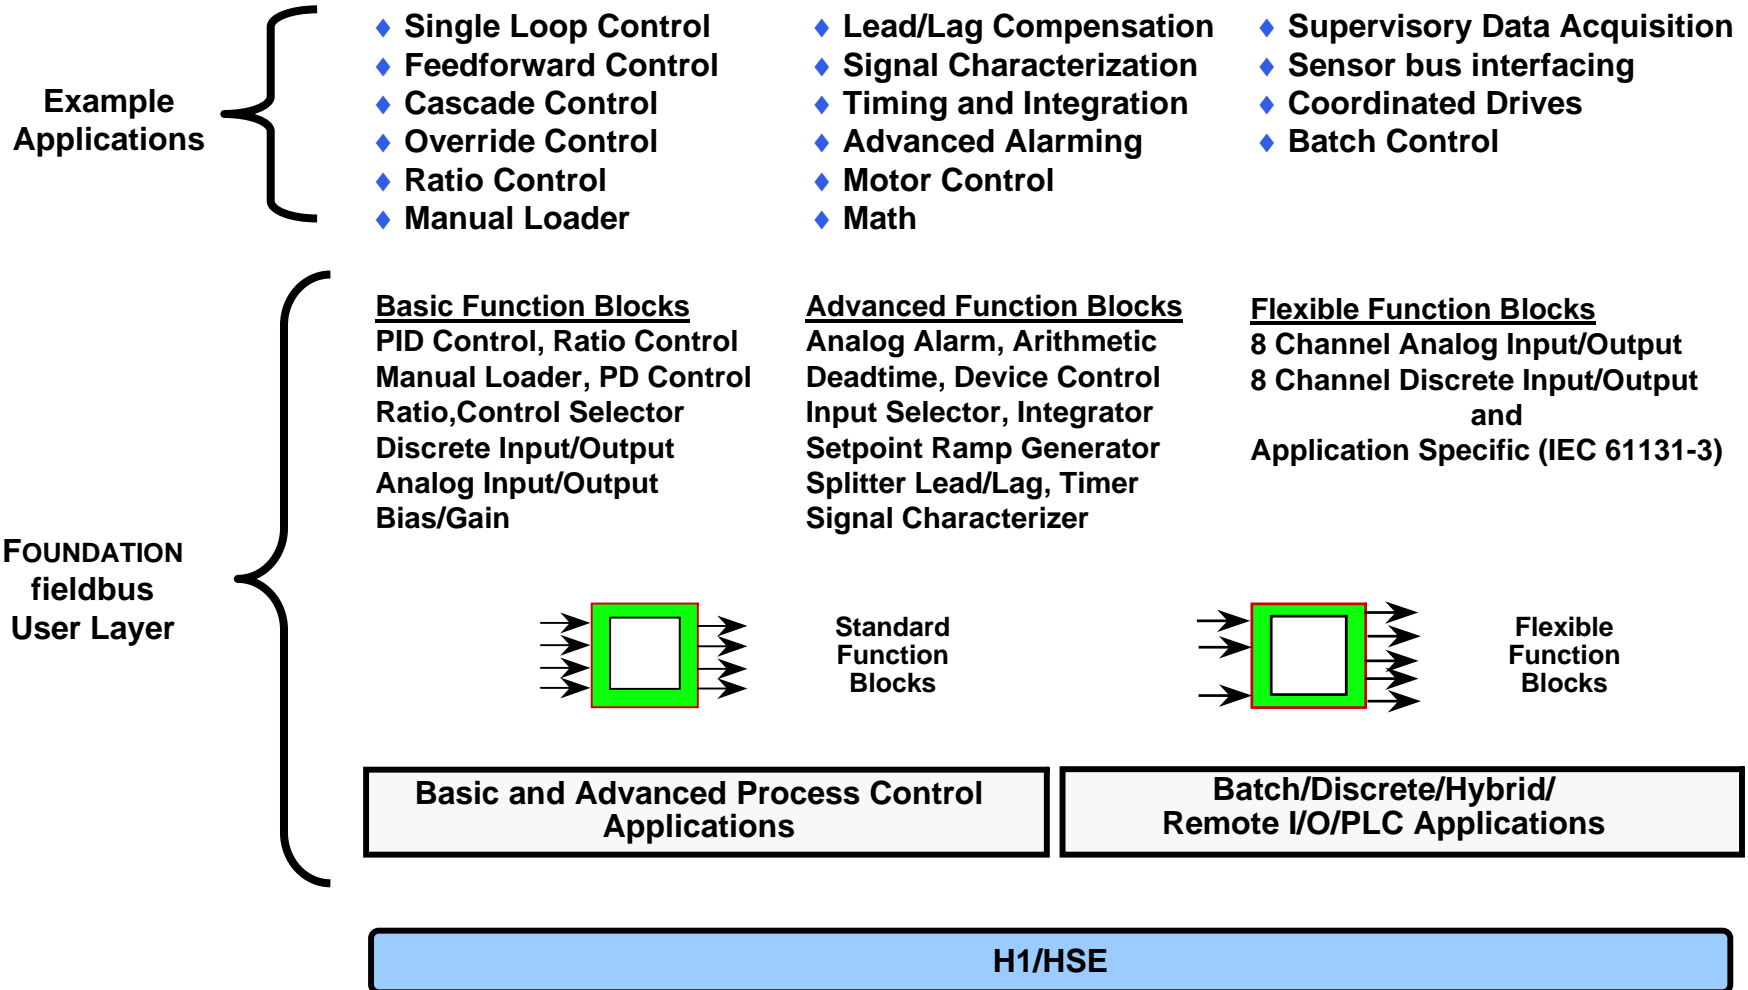 Example
Applications
Single Loop Control
Feedforward Control
Cascade Control
Override Control
Ratio Control
Manual Loader
Lead/Lag Compensation
Signal Characterization
Timing and Integration
Advanced Alarming
Motor Control
Math
Supervisory Data Acquisition
Sensor bus interfacing
Coordinated Drives
Batch Control
FOUNDATION
fieldbus
User Layer
Basic Function Blocks
PID Control, Ratio Control
Manual Loader, PD Control
Ratio,Control Selector
Discrete Input/Output
Analog Input/Output
Bias/Gain
Advanced Function Blocks
Analog Alarm, Arithmetic
Deadtime, Device Control
Input Selector, Integrator
Setpoint Ramp Generator
Splitter Lead/Lag, Timer
Signal Characterizer
Flexible Function Blocks
8 Channel Analog Input/Output
8 Channel Discrete Input/Output
and
Application Specific (IEC 61131-3)
Standard
Function
Blocks
Flexible
Function
Blocks
Basic and Advanced Process Control
Applications
Batch/Discrete/Hybrid/
Remote I/O/PLC Applications
H1/HSE